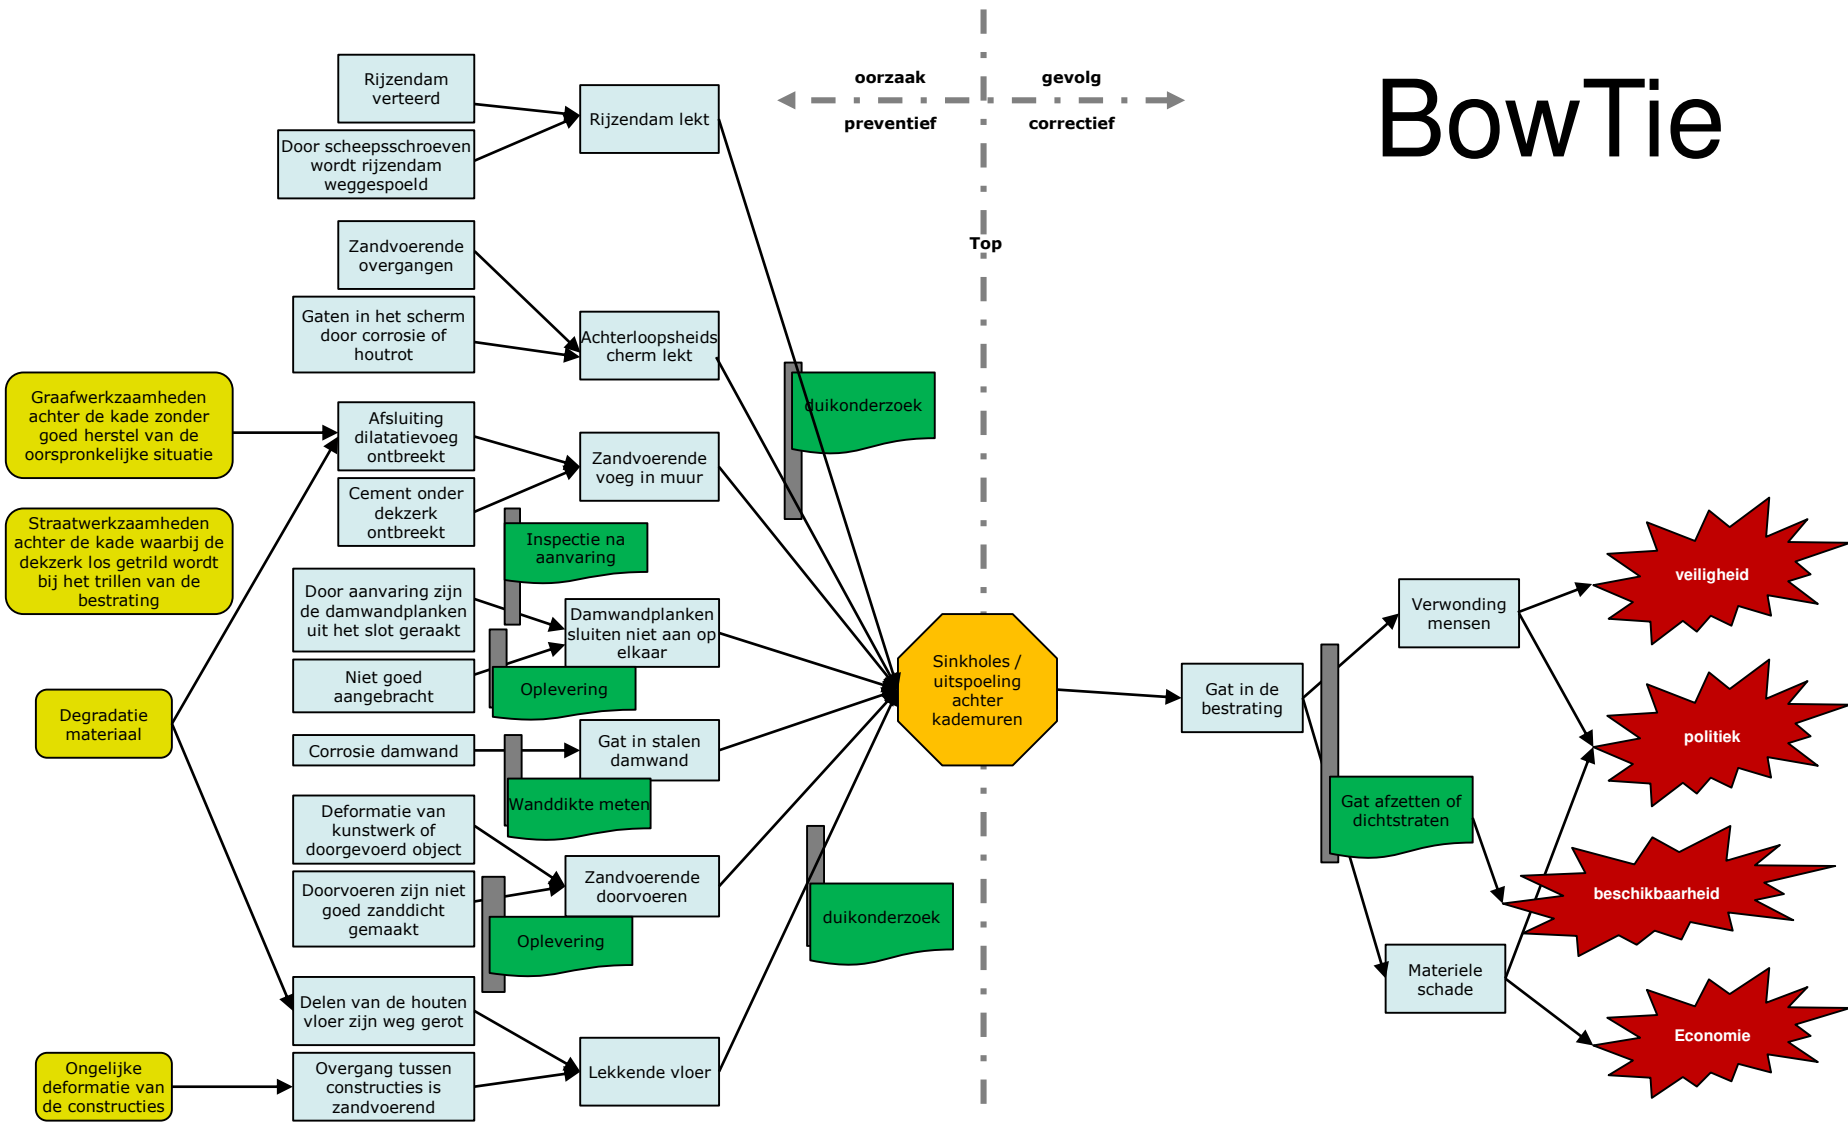 BowTie
oorzaak
gevolg
preventief
correctief
Top
Rijzendam
verteerd
Door scheepsschroeven
wordt rijzendam
weggespoeld
Rijzendam lekt
Zandvoerende
overgangen
Gaten in het scherm
door corrosie of
houtrot
Achterloopsheids
cherm lekt
Graafwerkzaamheden
achter de kade zonder
goed herstel van de
oorspronkelijke situatie
Afsluiting
dilatatievoeg
ontbreekt
Cement onder
dekzerk
ontbreekt
Zandvoerende
voeg in muur
duikonderzoek
Straatwerkzaamheden
achter de kade waarbij de
dekzerk los getrild wordt
bij het trillen van de
bestrating
Inspectie na
aanvaring
Door aanvaring zijn
de damwandplanken
uit het slot geraakt
Niet goed
aangebracht
Damwandplanken
sluiten niet aan op
elkaar
Oplevering
Degradatie
materiaal
Corrosie damwand
Gat in stalen
damwand
Wanddikte meten
Deformatie van
kunstwerk of
doorgevoerd object
Doorvoeren zijn niet
goed zanddicht
gemaakt
Zandvoerende
doorvoeren
Oplevering
duikonderzoek
Delen van de houten
vloer zijn weg gerot
Ongelijke
deformatie van
de constructies
Overgang tussen
constructies is
zandvoerend
Lekkende vloer
Sinkholes /
uitspoeling
achter
kademuren
Gat in de
bestrating
Verwonding
mensen
Gat afzetten of
dichtstraten
Materiele
schade
veiligheid
politiek
beschikbaarheid
Economie